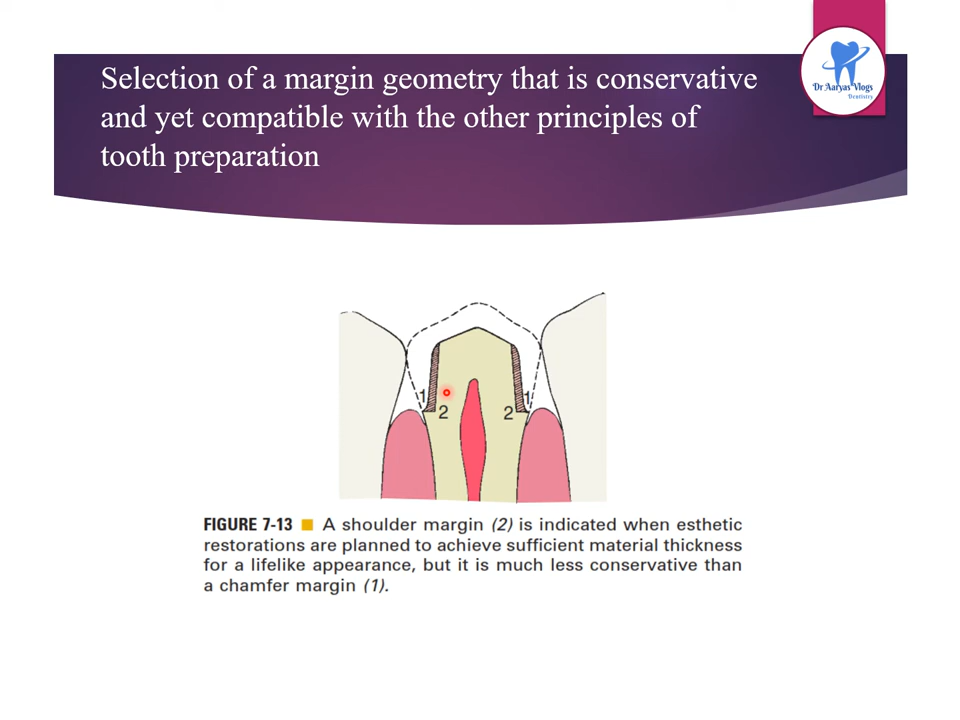 Selection of a margin geometry that is conservative
and yet compatible with the other principles of
tooth preparation
Dr Aaryas Vlogs
Dentistry
1
2
2
1
FIGURE 7-13 ■ A shoulder margin (2) is indicated when esthetic
restorations are planned to achieve sufficient material thickness
for a lifelike appearance, but it is much less conservative than
a chamfer margin (1).